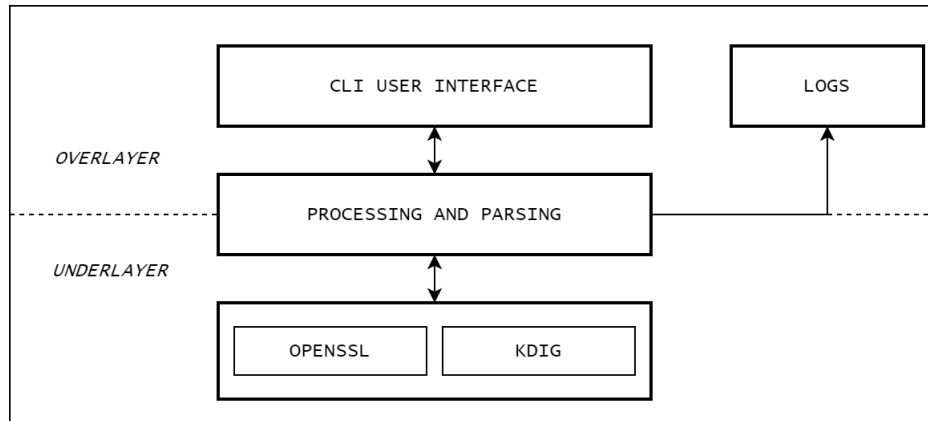 CLI USER INTERFACE
LOGS
OVERLAYER
PROCESSING AND PARSING
UNDERLAYER
OPENSSL
KDIG